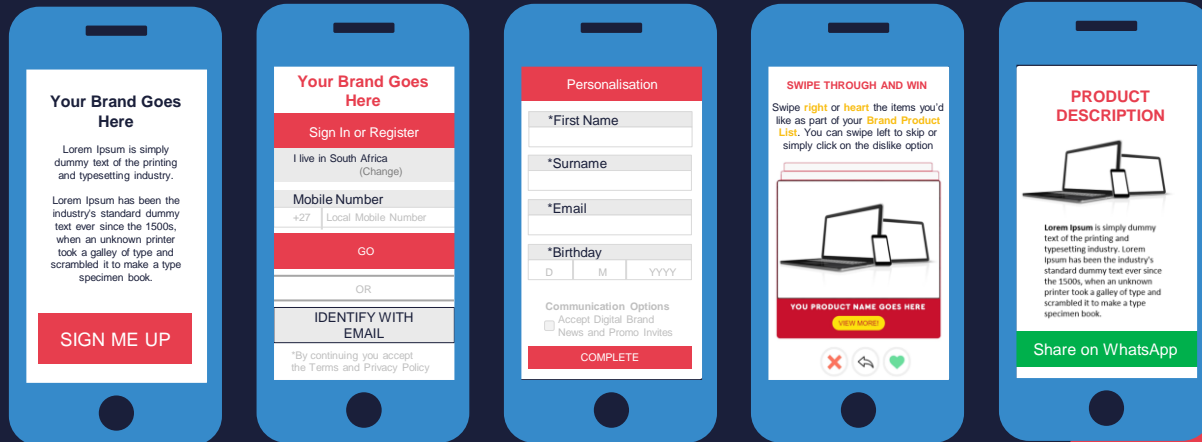 Your Brand Goes
Here
Lorem Ipsum is simply
dummy text of the printing
and typesetting industry.
Lorem Ipsum has been the
industry's standard dummy
text ever since the 1500s,
when an unknown printer
took a galley of type and
scrambled it to make a type
specimen book.
SIGN ME UP
Your Brand Goes
Here
Sign In or Register
I live in South Africa
(Change)
Mobile Number
+27 Local Mobile Number
GO
OR
IDENTIFY WITH
EMAIL
*By continuing you accept
the Terms and Privacy Policy
Personalisation
*First Name
*Surname
*Email
*Birthday
D M YYYY
Communication Options
Accept Digital Brand
News and Promo Invites
COMPLETE
SWIPE THROUGH AND WIN
Swipe right or heart the items you'd
like as part of your Brand Product
List. You can swipe left to skip or
simply click on the dislike option
YOU PRODUCT NAME GOES HERE
VIEW MORE!
PRODUCT
DESCRIPTION
Lorem Ipsum is simply dummy
text of the printing and
typesetting industry. Lorem
Ipsum has been the industry's
standard dummy text ever since
the 1500s, when an unknown
printer took a galley of type and
scrambled it to make a type
specimen book.
Share on WhatsApp